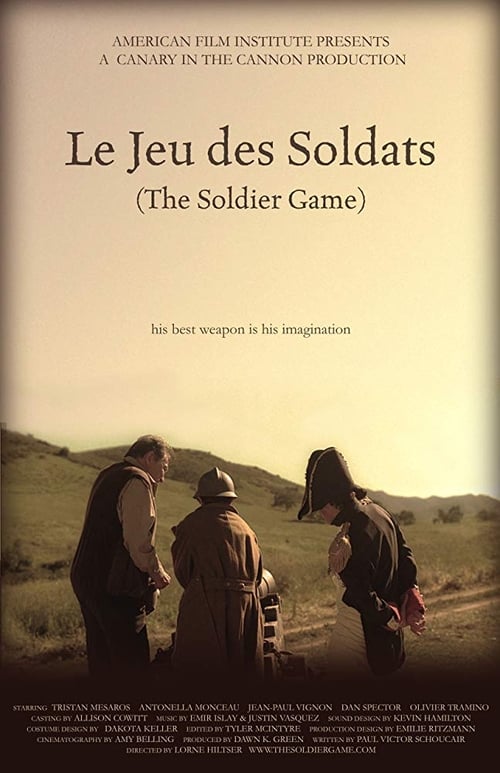 AMERICAN FILM INSTITUTE PRESENTS
A CANARY IN THE CANNON PRODUCTION
Le Jeu des Soldats
(The Soldier Game)
his best weapon is his imagination
STARRING TRISTAN MESAROS ANTONELLA MONCEAU JEAN-PAUL VIGNON DAN SPECTOR OLIVIER TRAMINO
CASTING BY ALLISON COWITT MUSIC BY EMIR ISLAY & JUSTIN VASQUEZ SOUND DESIGN BY KEVIN HAMILTON
COSTUME DESIGN BY DAKOTA KELLER EDITED BY TYLER MCINTYRE PRODUCTION DESIGN BY EMILIE RITZMANN
CINEMATOGRAPHY BY AMY BELLING PRODUCED BY DAWN K. GREEN WRITTEN BY PAUL VICTOR SCHOUCAIR
DIRECTED BY LORNE HILTSER WWW.THESOLDIERGAME.COM